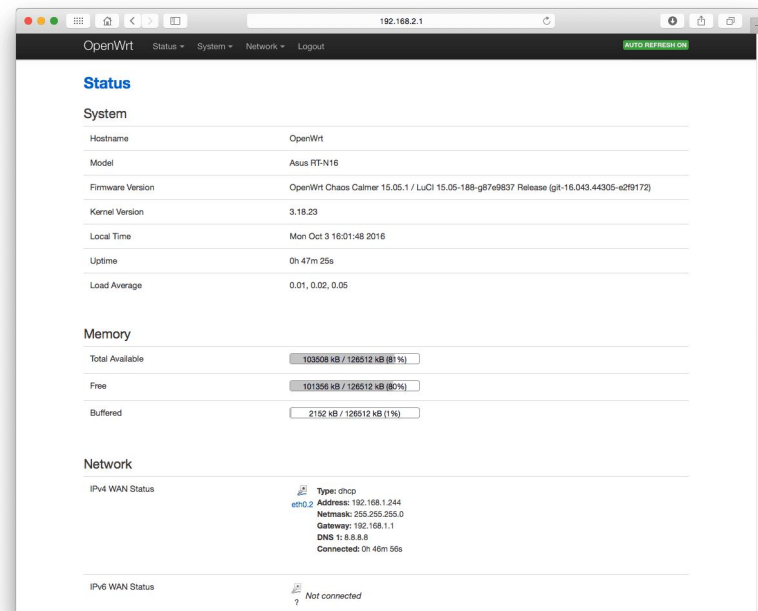 192.168.2.1
OpenWrt Status System Network Logout AUTO REFRESH ON
Status
System
Hostname OpenWrt
Model Asus RT-N16
Firmware Version OpenWrt Chaos Calmer 15.05.1 / LuCI 15.05-188-g87e9837 Release (git-16.043.44305-e2f9172)
Kernel Version 3.18.23
Local Time Mon Oct 3 16:01:48 2016
Uptime 0h 47m 25s
Load Average 0.01, 0.02, 0.05
Memory
Total Available 103508 kB / 126512 kB (81%)
Free 101356 kB / 126512 kB (80%)
Buffered 2152 kB / 126512 kB (1%)
Network
IPv4 WAN Status Type: dhcp
eth0.2 Address: 192.168.1.244
Netmask: 255.255.255.0
Gateway: 192.168.1.1
DNS 1: 8.8.8.8
Connected: 0h 46m 56s
IPv6 WAN Status Not connected
?